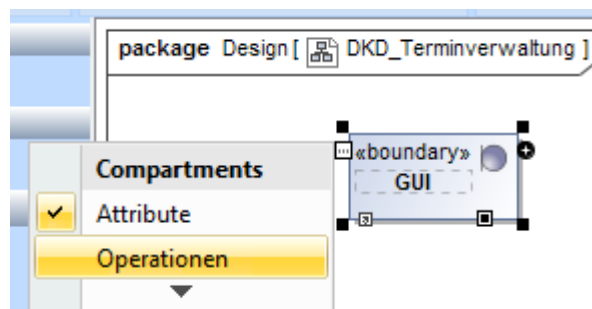 package Design [ DKD_Terminverwaltung ]
«boundary»
GUI
Compartments
Attribute
Operationen